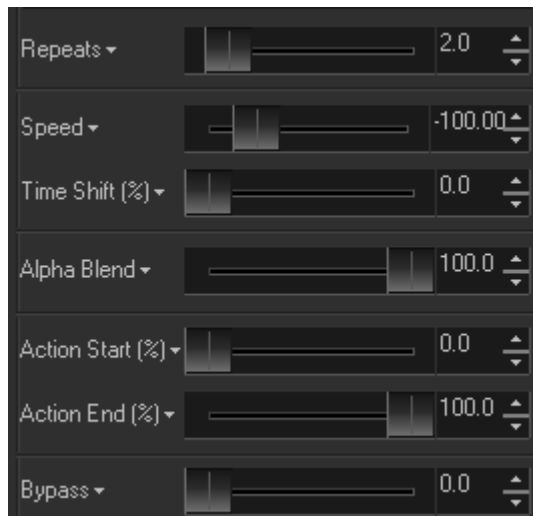 Repeats 2.0
Speed -100.00
Time Shift (%) 0.0
Alpha Blend 100.0
Action Start (%) 0.0
Action End (%) 100.0
Bypass 0.0